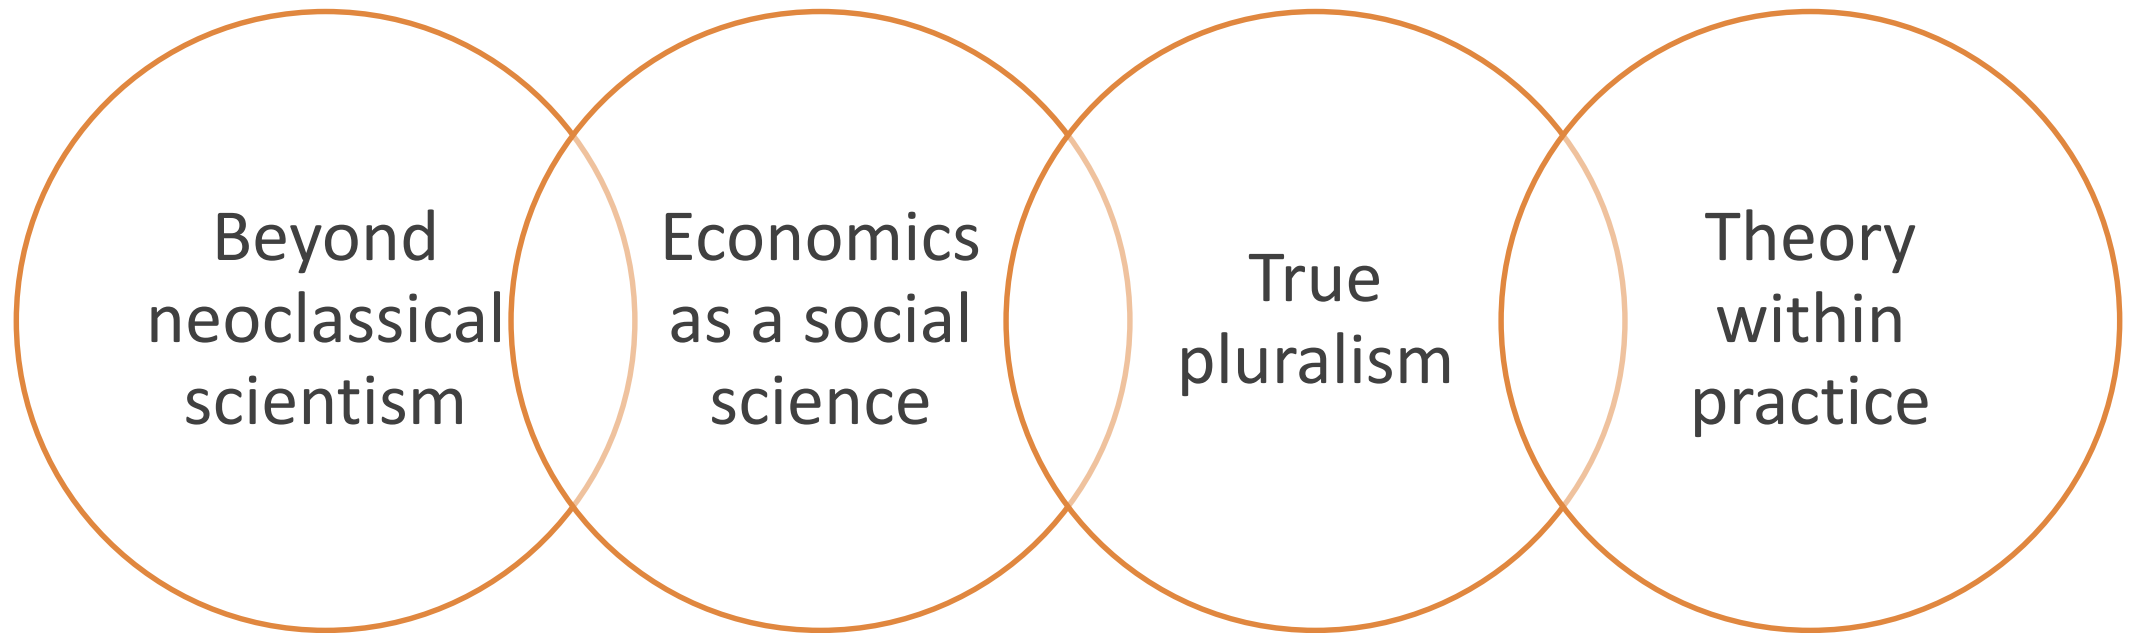 Beyond
neoclassical
scientism
Economics
as a social
science
True
pluralism
Theory
within
practice